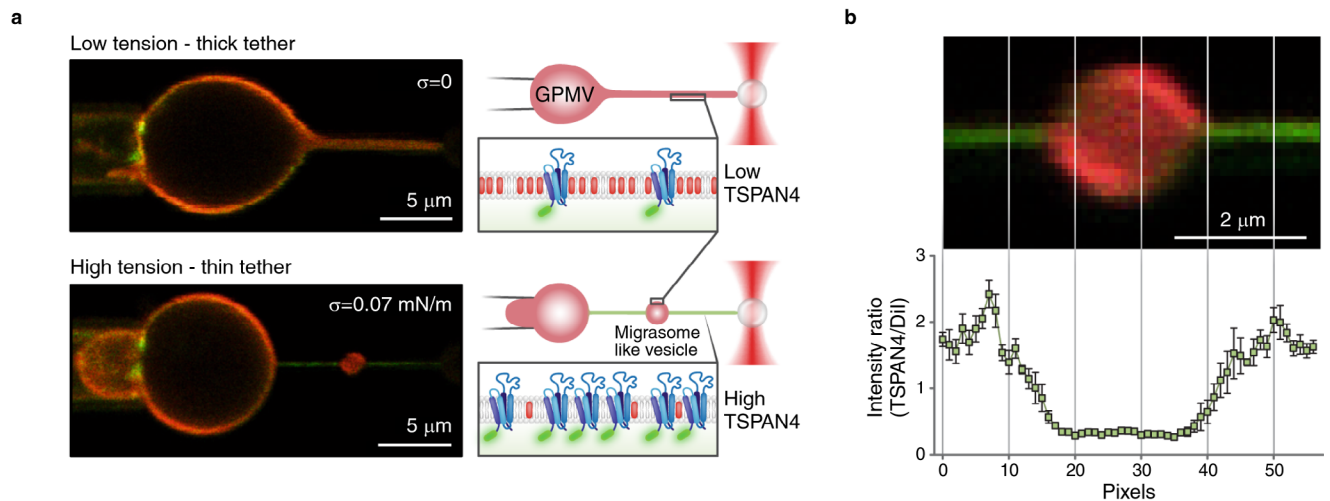 a
Low tension - thick tether
σ=0
5 μm
GPMV
Low
TSPAN4
High tension - thin tether
σ=0.07 mN/m
5 μm
Migrasome
like vesicle
High
TSPAN4
b
2 μm
Intensity ratio
(TSPAN4/DiI)
3
2
1
0
0 10 20 30 40 50
Pixels